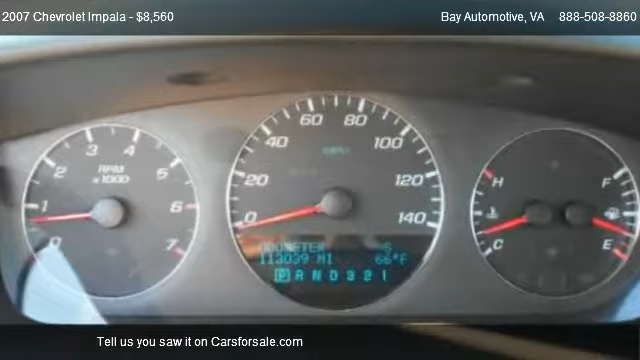 2007 Chevrolet Impala - $8,560
Bay Automotive, VA 888-508-8860
0 1 2 3 4 5 6 7
RPM
x1000
0 20 40 60 80 100 120 140
MPH
H
C
F
E
ODOMETER S
113039 MI 66°F
P R N D 3 2 1
Tell us you saw it on Carsforsale.com